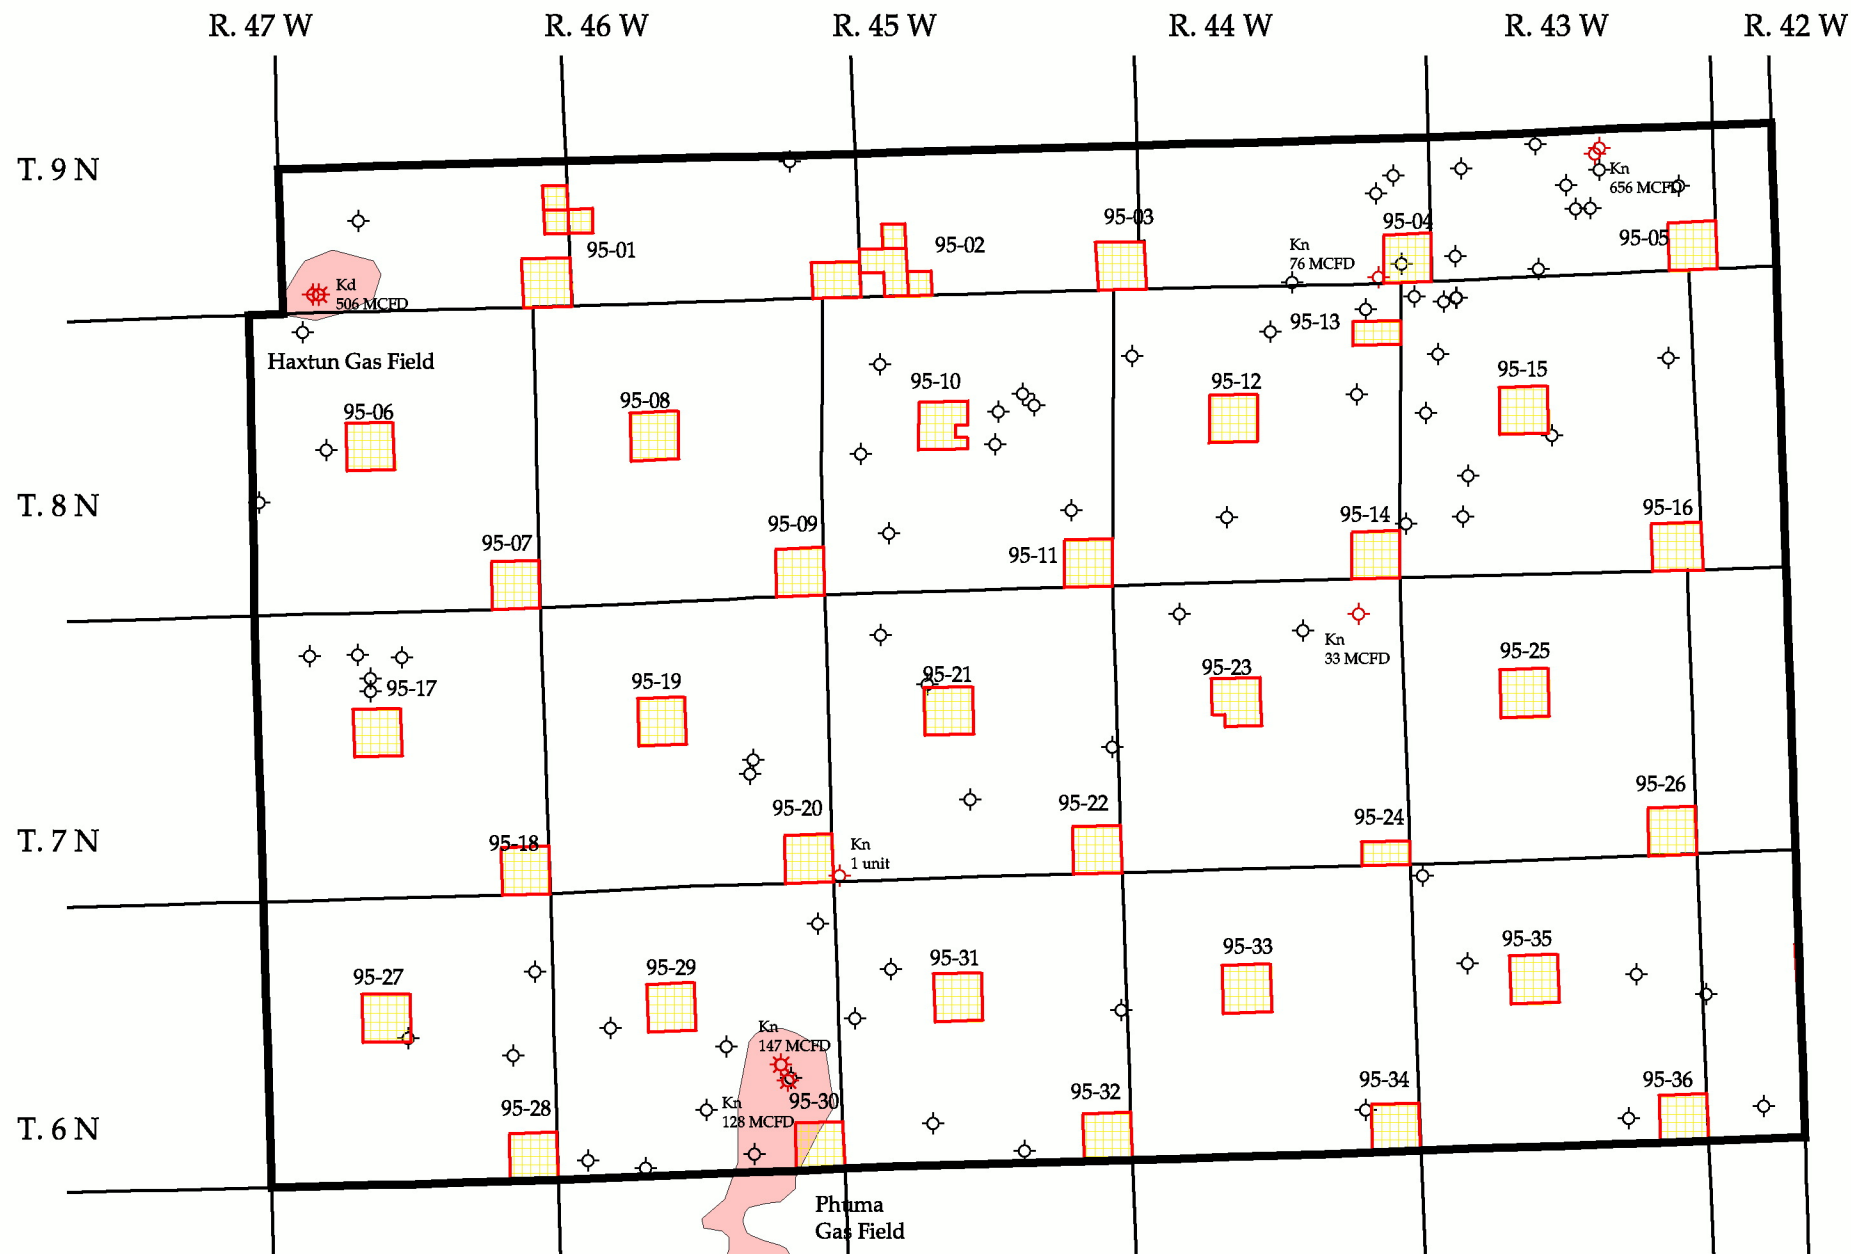 R. 47 W
R. 46 W
R. 45 W
R. 44 W
R. 43 W
R. 42 W
T. 9 N
Kn
656 MCFD
95-03
95-04
95-05
95-01
95-02
Kn
76 MCFD
Kd
506 MCFD
95-13
Haxtun Gas Field
95-06
95-08
95-10
95-12
95-15
T. 8 N
95-07
95-09
95-11
95-14
95-16
Kn
33 MCFD
95-17
95-19
95-21
95-23
95-25
T. 7 N
95-18
95-20
Kn
1 unit
95-22
95-24
95-26
95-27
95-29
95-31
95-33
95-35
Kn
147 MCFD
Kn
128 MCFD
T. 6 N
95-28
95-30
95-32
95-34
95-36
Phuma
Gas Field